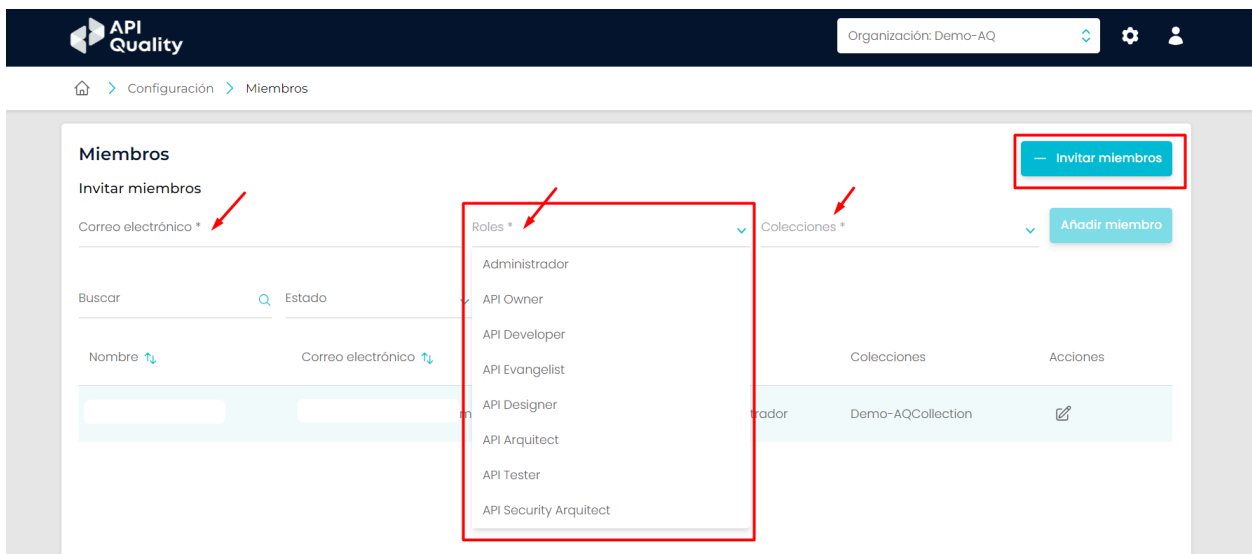 API
Quality
Organización: Demo-AQ
Configuración
Miembros
Miembros
— Invitar miembros
Invitar miembros
Correo electrónico *
Roles *
Colecciones *
Añadir miembro
Administrador
API Owner
API Developer
API Evangelist
API Designer
API Arquitect
API Tester
API Security Arquitect
Buscar
Estado
Nombre
Correo electrónico
Colecciones
Acciones
Demo-AQCollection